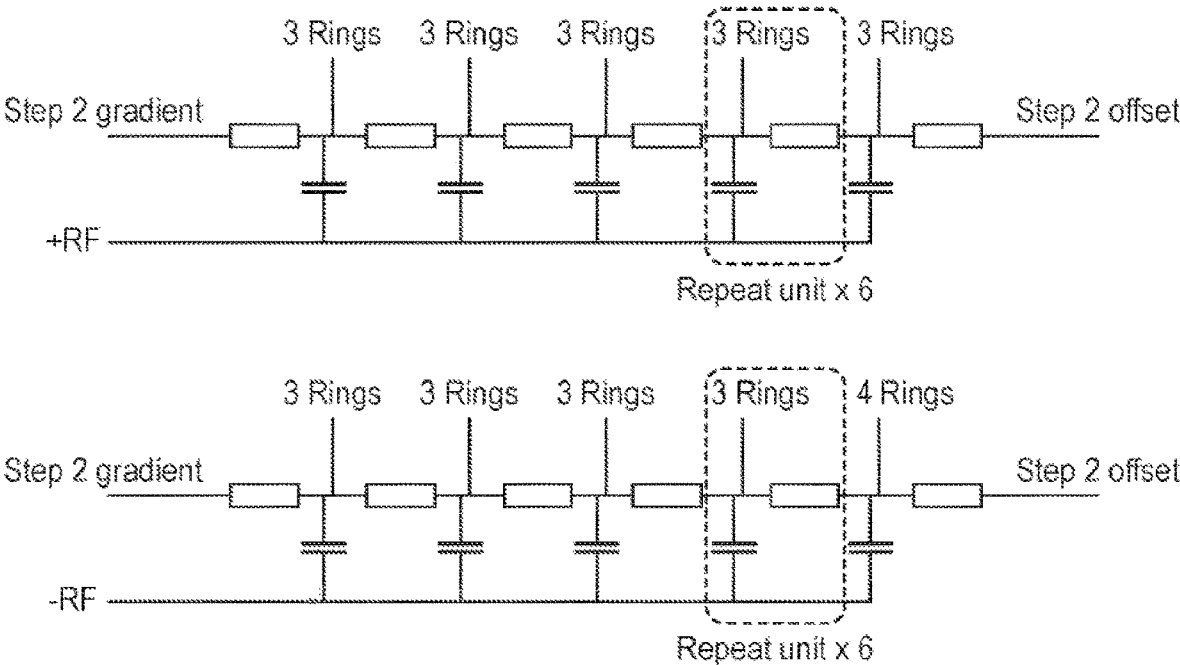 3 Rings 3 Rings 3 Rings 3 Rings 3 Rings
Step 2 gradient Step 2 offset
+RF
Repeat unit x 6
3 Rings 3 Rings 3 Rings 3 Rings 4 Rings
Step 2 gradient Step 2 offset
-RF
Repeat unit x 6